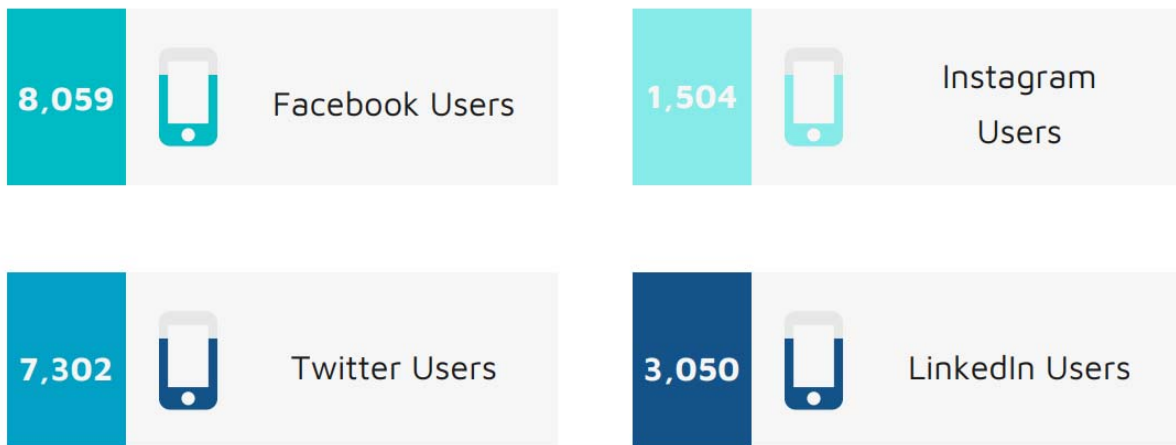 8,059
Facebook Users
1,504
Instagram
Users
7,302
Twitter Users
3,050
LinkedIn Users